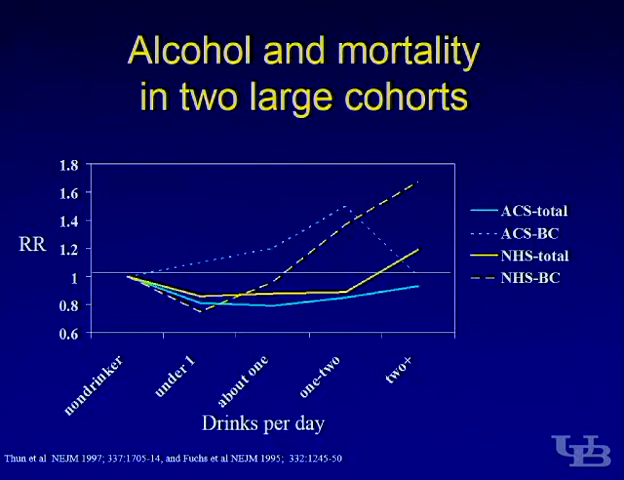 Alcohol and mortality
in two large cohorts
1.8
1.6
1.4
1.2
1
0.8
0.6
RR
ACS-total
ACS-BC
NHS-total
NHS-BC
nondrinker
under 1
about one
one-two
two+
Drinks per day
Thun et al NEJM 1997; 337:1705-14, and Fuchs et al NEJM 1995; 332:1245-50
UB